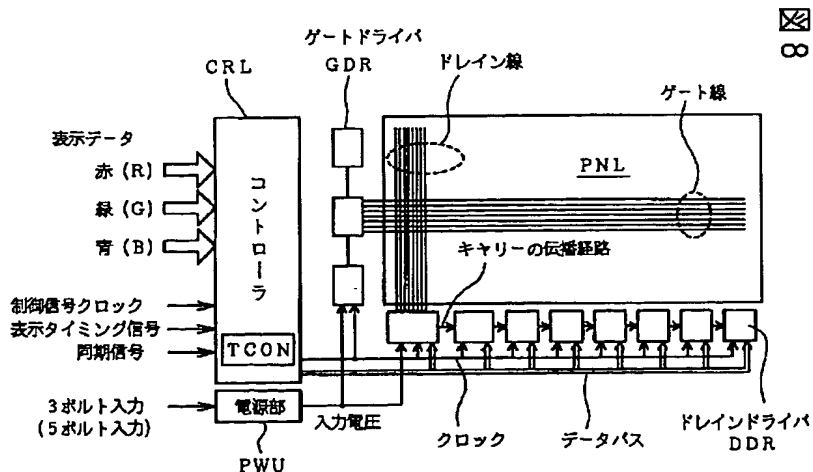 図
8
ゲートドライバ
GDR
ドレイン線
CRL
ゲート線
表示データ
赤 (R)
緑 (G)
青 (B)
コントローラ
PNL
キャリーの伝播経路
制御信号クロック
表示タイミング信号
同期信号
TCON
3ボルト入力
(5ボルト入力)
電源部
入力電圧
PWU
クロック
データバス
ドレインドライバ
DDR